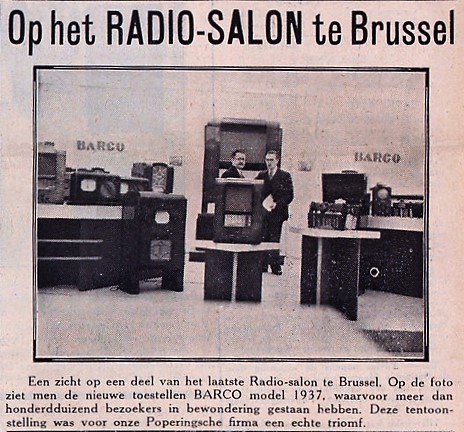 Op het RADIO-SALON te Brussel
BARCO
BARCO
Een zicht op een deel van het laatste Radio-salon te Brussel. Op de foto
ziet men de nieuwe toestellen BARCO model 1937, waarvoor meer dan
honderdduizend bezoekers in bewondering gestaan hebben. Deze tentoon-
stelling was voor onze Poperingsche firma een echte triomf.